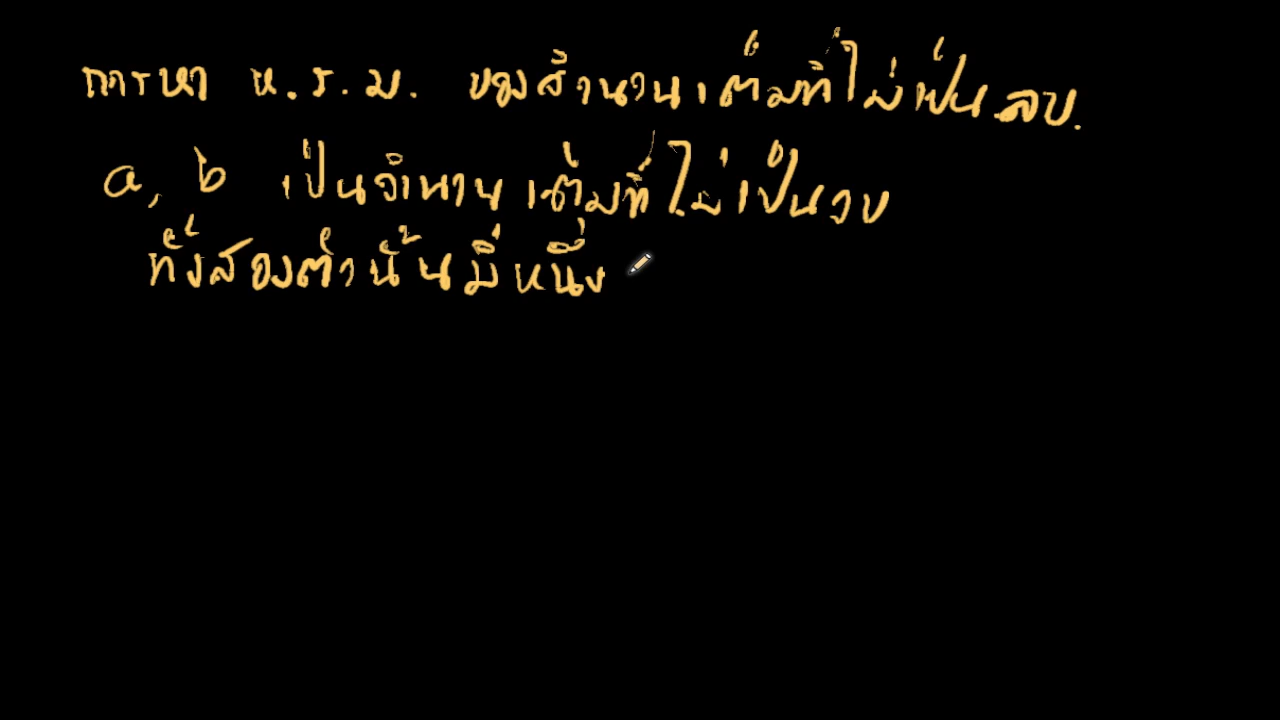 การหา ห.ร.ม. ของจำนวนเต็มที่ไม่เป็นลบ.
a, b เป็นจำนวนเต็มที่ไม่เป็นลบ
ทั้งสองตัวนั้นมีหนึ่ง